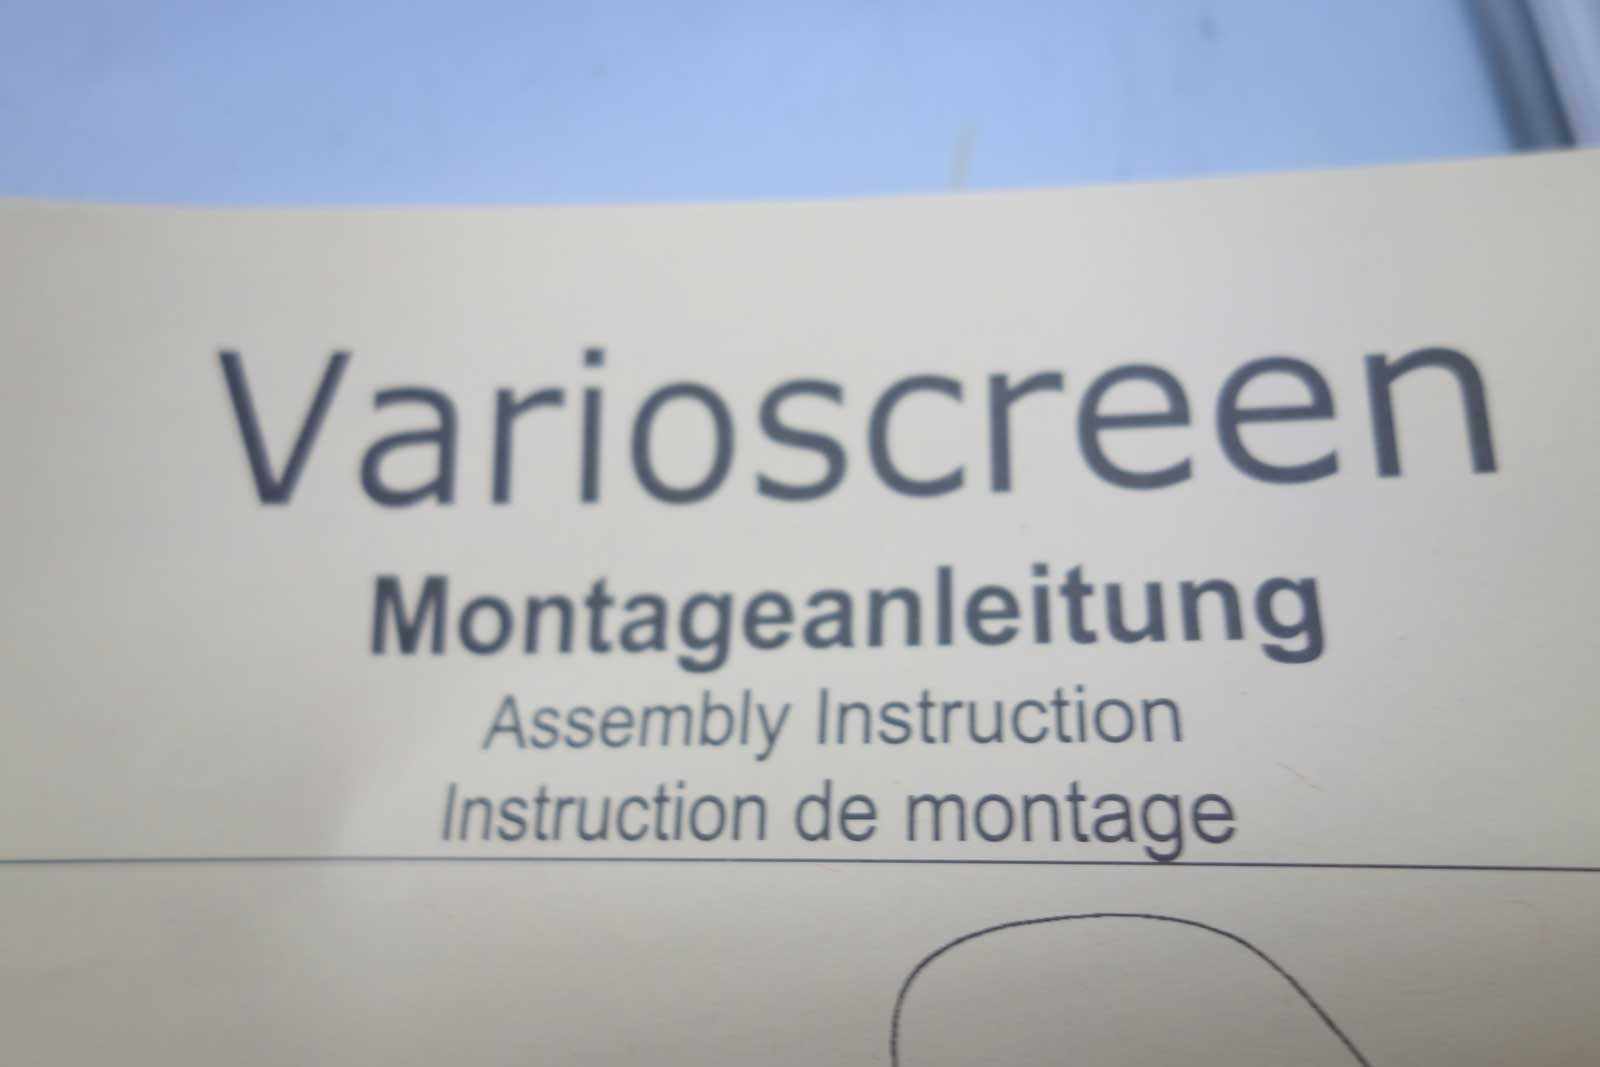 Varioscreen
Montageanleitung
Assembly Instruction
Instruction de montage